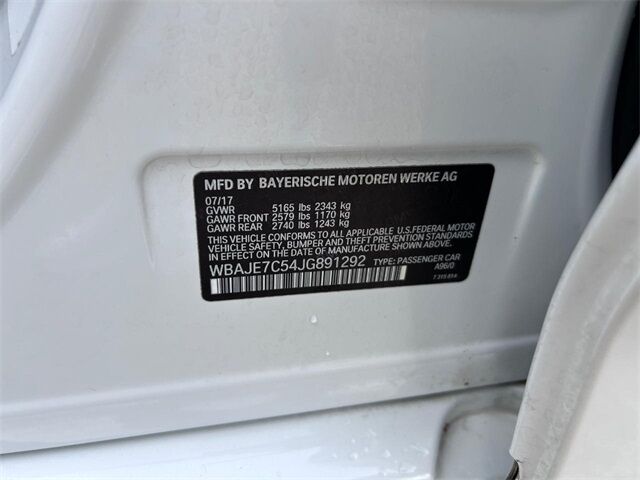 MFD BY BAYERISCHE MOTOREN WERKE AG
07/17
GVWR 5165 lbs 2343 kg
GAWR FRONT 2579 lbs 1170 kg
GAWR REAR 2740 lbs 1243 kg
THIS VEHICLE CONFORMS TO ALL APPLICABLE U.S.FEDERAL MOTOR
VEHICLE SAFETY, BUMPER, AND THEFT PREVENTION STANDARDS
IN EFFECT ON THE DATE OF MANUFACTURE SHOWN ABOVE.
WBAJE7C54JG891292 TYPE: PASSENGER CAR
A96/0